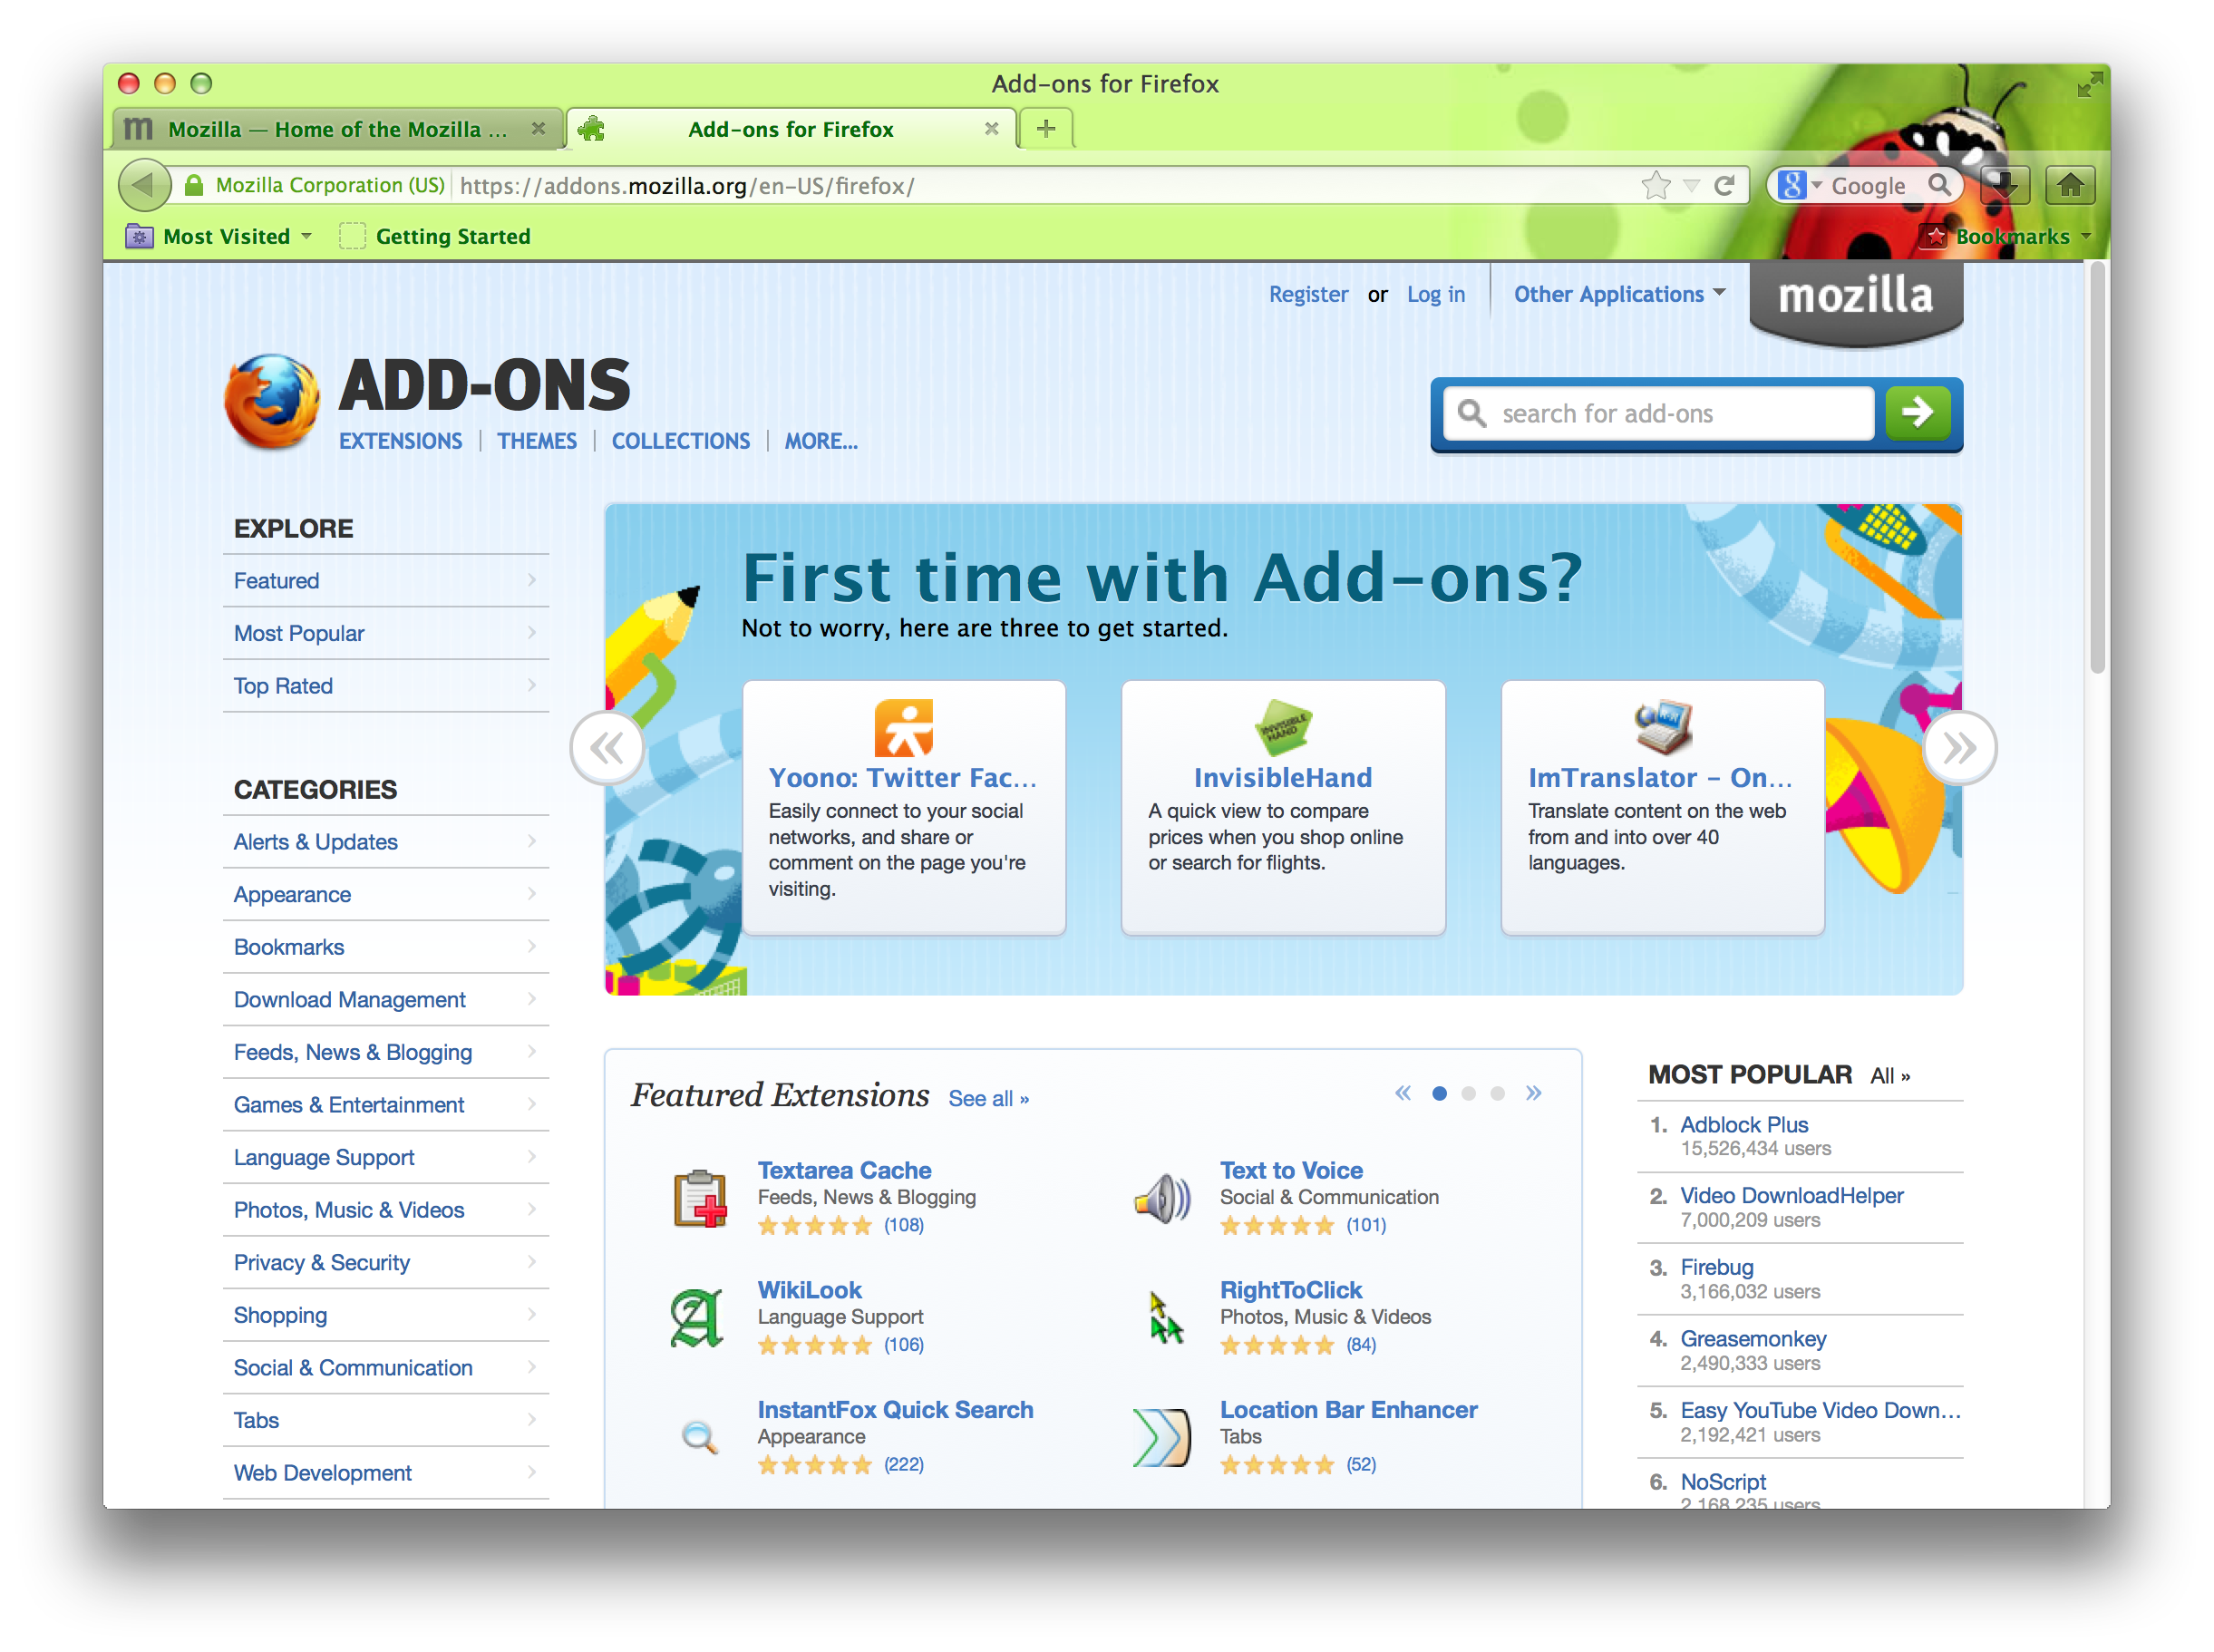 Add-ons for Firefox
Mozilla — Home of the Mozilla ...
Add-ons for Firefox
Mozilla Corporation (US)
https://addons.mozilla.org/en-US/firefox/
Google
Most Visited
Getting Started
Bookmarks
Register or Log in
Other Applications
mozilla
ADD-ONS
EXTENSIONS | THEMES | COLLECTIONS | MORE...
search for add-ons
EXPLORE
Featured
Most Popular
Top Rated
CATEGORIES
Alerts & Updates
Appearance
Bookmarks
Download Management
Feeds, News & Blogging
Games & Entertainment
Language Support
Photos, Music & Videos
Privacy & Security
Shopping
Social & Communication
Tabs
Web Development
First time with Add-ons?
Not to worry, here are three to get started.
Yoono: Twitter Fac...
Easily connect to your social
networks, and share or
comment on the page you're
visiting.
INVISIBLE
HAND
InvisibleHand
A quick view to compare
prices when you shop online
or search for flights.
ImTranslator - On...
Translate content on the web
from and into over 40
languages.
Featured Extensions See all »
Textarea Cache
Feeds, News & Blogging
(108)
Text to Voice
Social & Communication
(101)
WikiLook
Language Support
(106)
RightToClick
Photos, Music & Videos
(84)
InstantFox Quick Search
Appearance
(222)
Location Bar Enhancer
Tabs
(52)
MOST POPULAR All »
1. Adblock Plus
15,526,434 users
2. Video DownloadHelper
7,000,209 users
3. Firebug
3,166,032 users
4. Greasemonkey
2,490,333 users
5. Easy YouTube Video Down...
2,192,421 users
6. NoScript
2,168,235 users